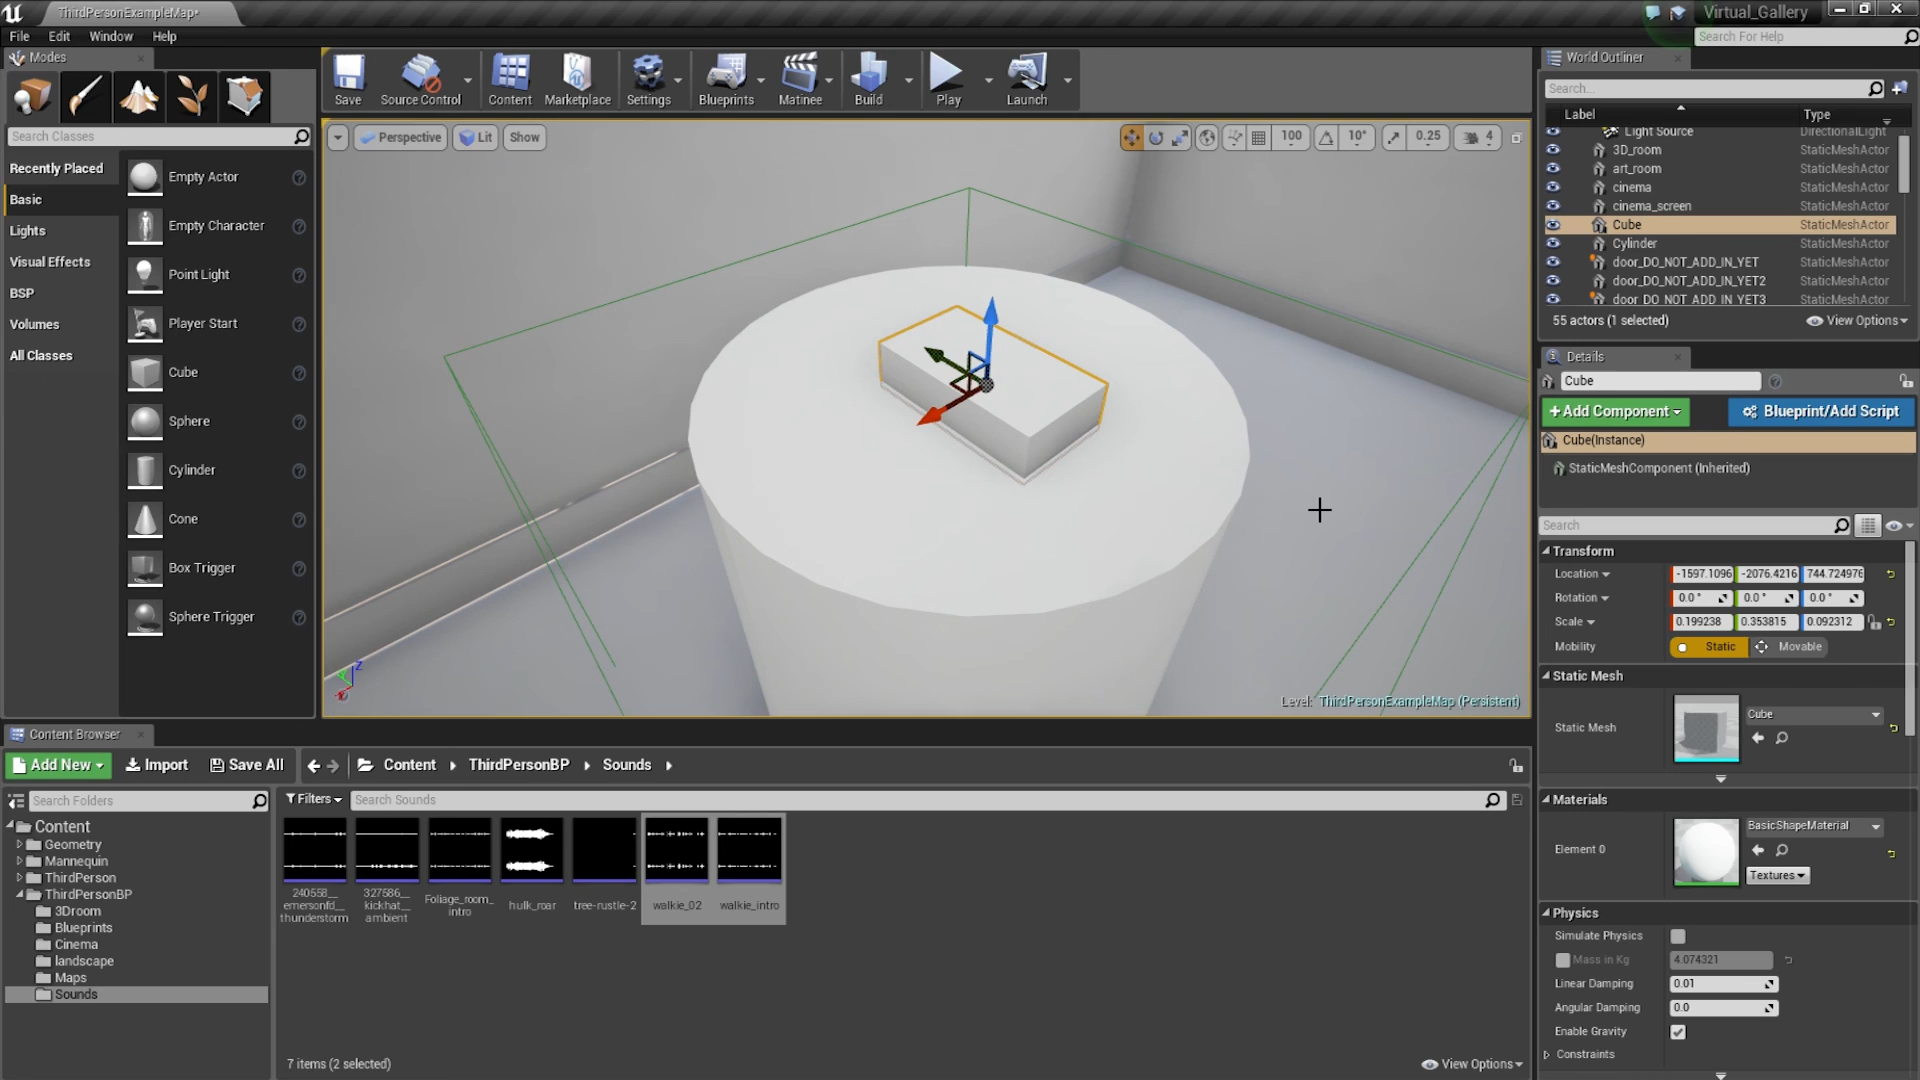 ThirdPersonExampleMap*
Virtual_Gallery
File Edit Window Help
Search For Help
Modes
Search Classes
Recently Placed
Basic
Lights
Visual Effects
BSP
Volumes
All Classes
Empty Actor
Empty Character
Point Light
Player Start
Cube
Sphere
Cylinder
Cone
Box Trigger
Sphere Trigger
Save Source Control Content Marketplace Settings Blueprints Matinee Build Play Launch
Perspective Lit Show
100 10° 0.25 4
Level: ThirdPersonExampleMap (Persistent)
World Outliner
Search...
Label Type
Light Source DirectionalLight
3D_room StaticMeshActor
art_room StaticMeshActor
cinema StaticMeshActor
cinema_screen StaticMeshActor
Cube StaticMeshActor
Cylinder StaticMeshActor
door_DO_NOT_ADD_IN_YET StaticMeshActor
door_DO_NOT_ADD_IN_YET2 StaticMeshActor
door_DO_NOT_ADD_IN_YET3 StaticMeshActor
55 actors (1 selected) View Options
Details
Cube
+Add Component Blueprint/Add Script
Cube(Instance)
StaticMeshComponent (Inherited)
Search
Transform
Location -1597.1096 -2076.4216 744.724976
Rotation 0.0 ° 0.0 ° 0.0 °
Scale 0.199238 0.353815 0.092312
Mobility Static Movable
Static Mesh
Static Mesh Cube
Materials
Element 0 BasicShapeMaterial
Textures
Physics
Simulate Physics
Mass in Kg 4.074321
Linear Damping 0.01
Angular Damping 0.0
Enable Gravity
Constraints
Content Browser
Add New Import Save All Content ThirdPersonBP Sounds
Search Folders
Filters Search Sounds
Content
Geometry
Mannequin
ThirdPerson
ThirdPersonBP
3Droom
Blueprints
Cinema
landscape
Maps
Sounds
240558__
emersonfd__
thunderstorm
327586__
kickhat__
ambient
Foliage_room_
intro
hulk_roar
tree-rustle-2
walkie_02
walkie_intro
7 items (2 selected) View Options